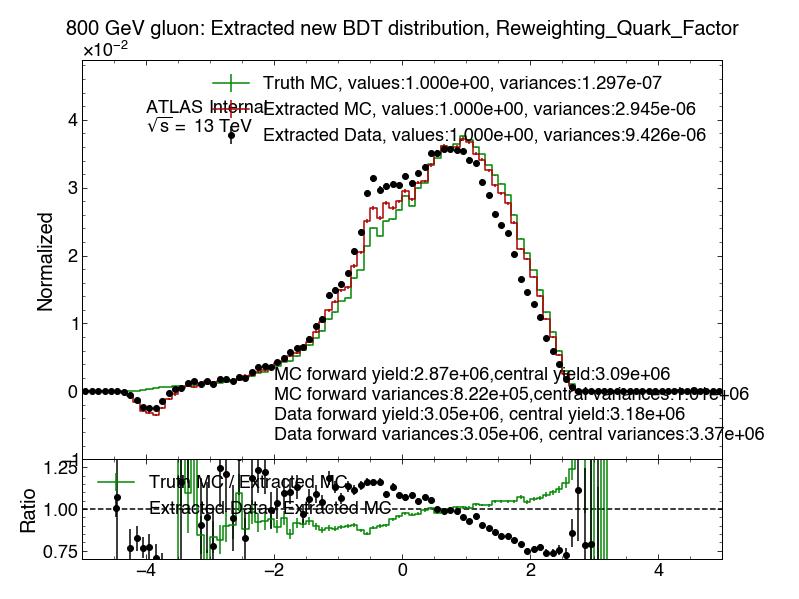 800 GeV gluon: Extracted new BDT distribution, Reweighting_Quark_Factor
×10⁻²
Truth MC, values:1.000e+00, variances:1.297e-07
ATLAS Internal
Extracted MC, values:1.000e+00, variances:2.945e-06
√s = 13 TeV
Extracted Data, values:1.000e+00, variances:9.426e-06
4
3
2
1
0
Normalized
MC forward yield:2.87e+06,central yield:3.09e+06
MC forward variances:8.22e+05,central variances:
Data forward yield:3.05e+06, central yield:3.18e+06
Data forward variances:3.05e+06, central variances:3.37e+06
1.25
1.00
0.75
Ratio
Truth MC / Extracted MC
Extracted Data / Extracted MC
−4 −2 0 2 4